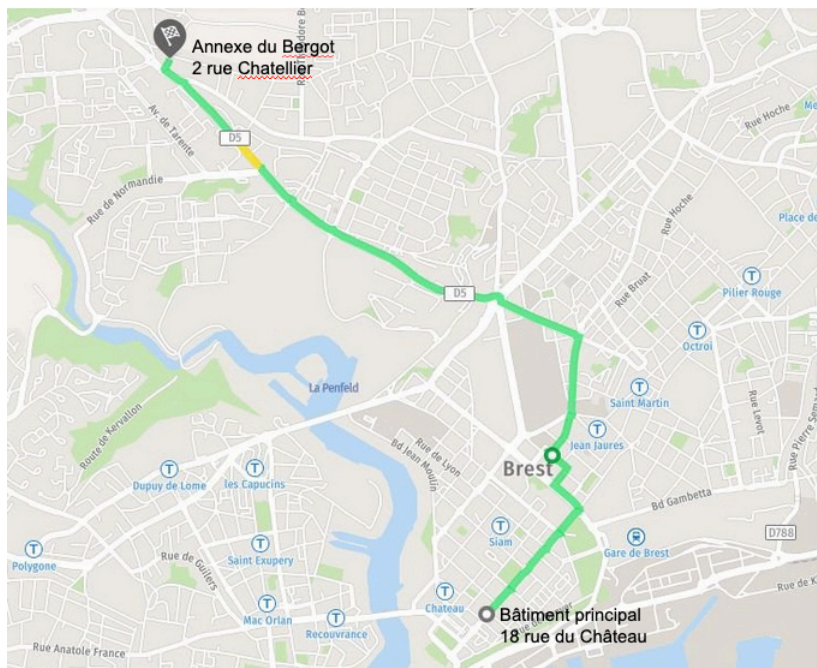 Annexe du Bergot
2 rue Chatellier
Av. de Tarente
D5
Rue de Normandie
Rue Hoche
Rue Hoche
Place de
T
Pilier Rouge
Rue Bruat
D5
T
Octroi
La Penfeld
T
Saint Martin
Route de Kervallon
Rue Levot
Rue Pierre Semard
T
Jean Jaures
Rue de Lyon
Bd Jean Moulin
Brest
T
Dupuy de Lome
T
les Capucins
Bd Gambetta
T
Siam
D788
Gare de Brest
T
Polygone
T
Saint Exupery
Rue de Guilers
T
Mac Orlan
T
Recouvrance
T
Chateau
Bâtiment principal
18 rue du Château
Rue Anatole France